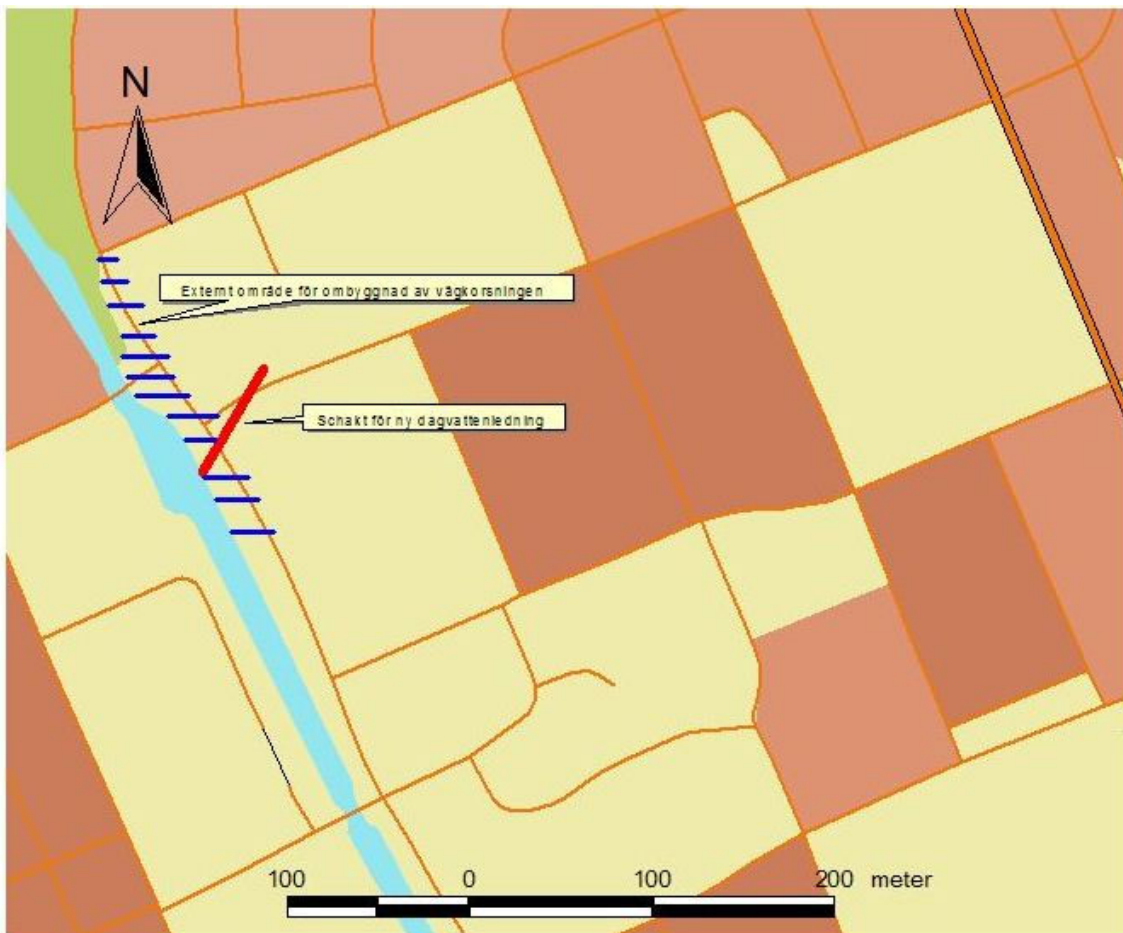 N
Externt område för ombyggnad av vägkorsningen
Schakt för ny dagvattenledning
100 0 100 200 meter